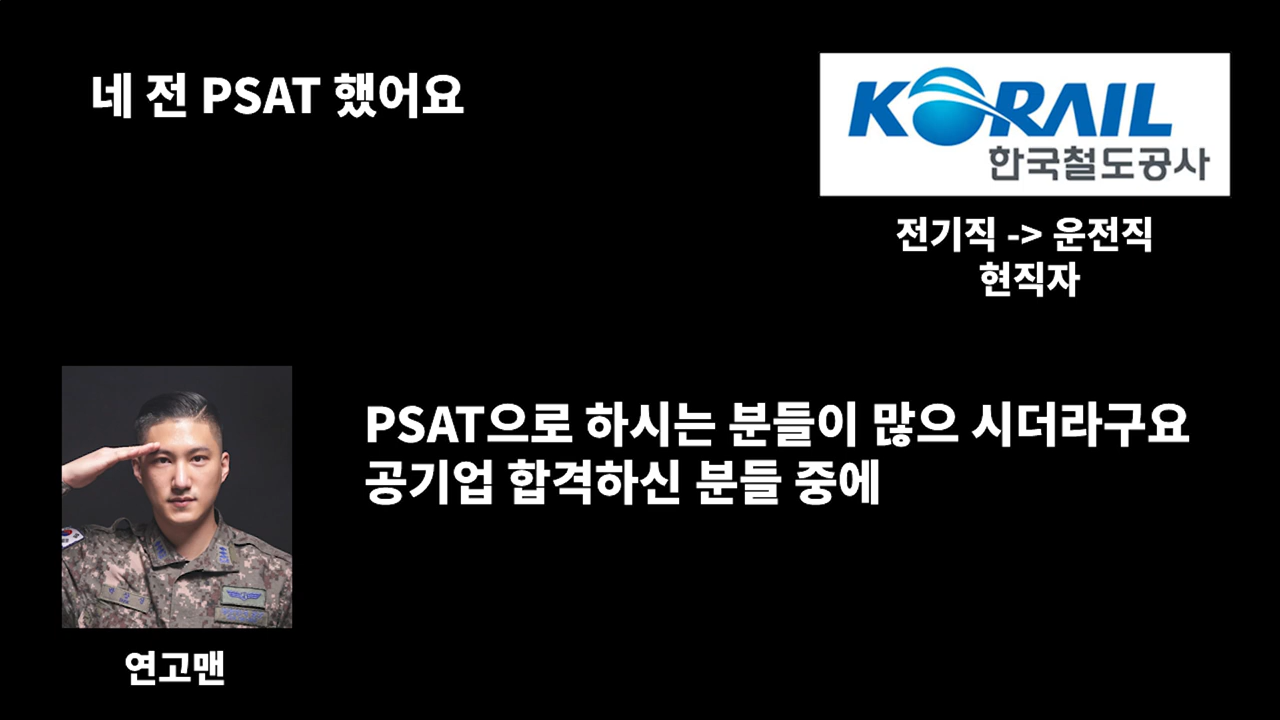 네 전 PSAT 했어요
KORAIL
한국철도공사
전기직 -> 운전직
현직자
PSAT으로 하시는 분들이 많으 시더라구요
공기업 합격하신 분들 중에
연고맨